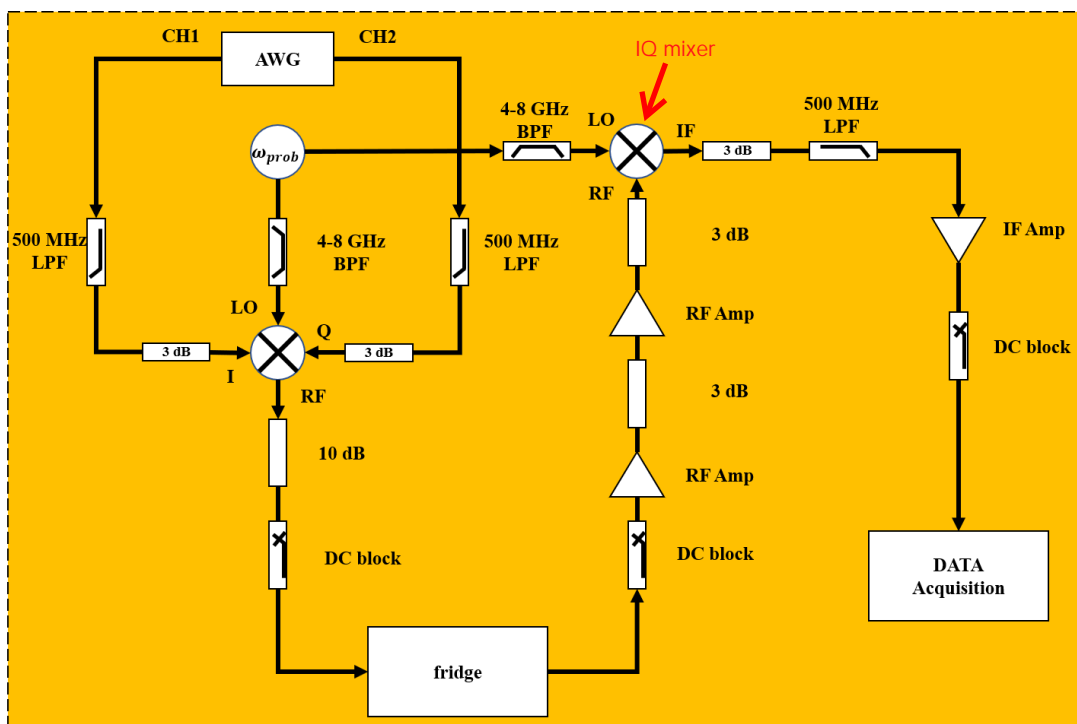 IQ mixer
CH1
CH2
AWG
4-8 GHz
BPF
LO
IF
500 MHz
LPF
ω_prob
3 dB
RF
500 MHz
LPF
4-8 GHz
BPF
500 MHz
LPF
3 dB
IF Amp
LO
Q
RF Amp
DC block
3 dB
3 dB
I
RF
3 dB
10 dB
RF Amp
DC block
DC block
DATA
Acquisition
fridge